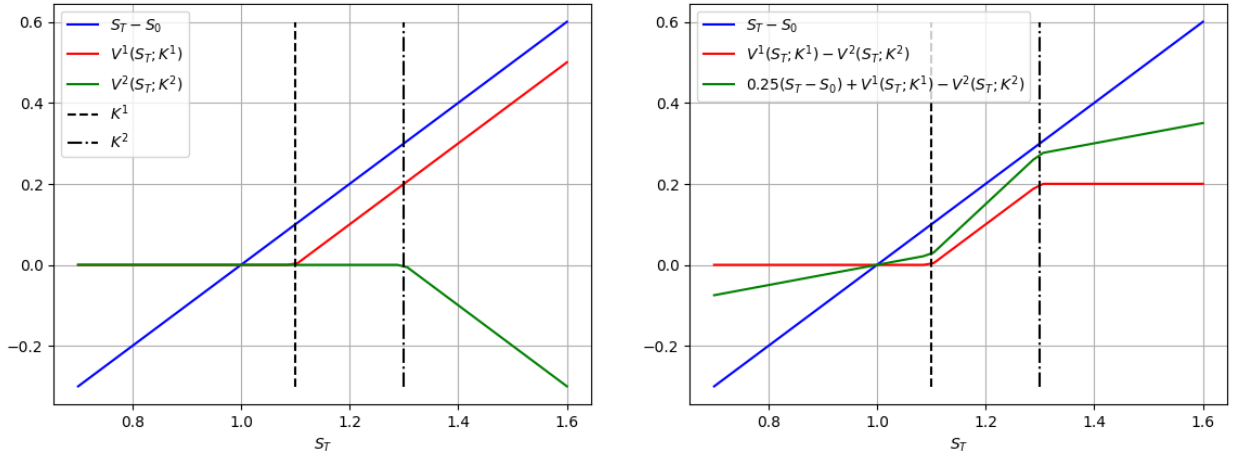 $S_T - S_0$
$V^1(S_T; K^1)$
$V^2(S_T; K^2)$
$K^1$
$K^2$
0.6
0.4
0.2
0.0
−0.2
0.8 1.0 1.2 1.4 1.6
$S_T$
$S_T - S_0$
$V^1(S_T; K^1) - V^2(S_T; K^2)$
$0.25(S_T - S_0) + V^1(S_T; K^1) - V^2(S_T; K^2)$
0.6
0.4
0.2
0.0
−0.2
0.8 1.0 1.2 1.4 1.6
$S_T$